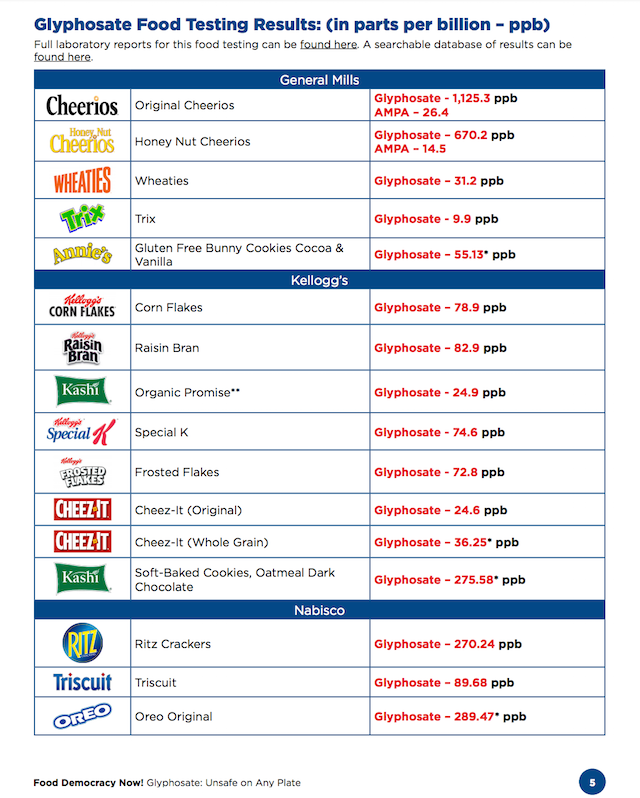 Glyphosate Food Testing Results: (in parts per billion – ppb)
Full laboratory reports for this food testing can be found here. A searchable database of results can be
found here.
General Mills
Cheerios
Original Cheerios
Glyphosate - 1,125.3 ppb
AMPA – 26.4
Honey Nut
Cheerios
Honey Nut Cheerios
Glyphosate – 670.2 ppb
AMPA – 14.5
WHEATIES
Wheaties
Glyphosate – 31.2 ppb
Trix
Trix
Glyphosate - 9.9 ppb
Annie's
Gluten Free Bunny Cookies Cocoa &
Vanilla
Glyphosate – 55.13* ppb
Kellogg's
Kellogg's
CORN FLAKES
Corn Flakes
Glyphosate – 78.9 ppb
Kellogg's
Raisin
Bran
Raisin Bran
Glyphosate – 82.9 ppb
Kashi
Organic Promise**
Glyphosate - 24.9 ppb
Kellogg's
Special K
Special K
Glyphosate – 74.6 ppb
Kellogg's
FROSTED
FLAKES
Frosted Flakes
Glyphosate - 72.8 ppb
CHEEZ-IT
Cheez-It (Original)
Glyphosate – 24.6 ppb
CHEEZ-IT
Cheez-It (Whole Grain)
Glyphosate – 36.25* ppb
Kashi
Soft-Baked Cookies, Oatmeal Dark
Chocolate
Glyphosate – 275.58* ppb
Nabisco
RITZ
Ritz Crackers
Glyphosate – 270.24 ppb
Triscuit
Triscuit
Glyphosate – 89.68 ppb
OREO
Oreo Original
Glyphosate – 289.47* ppb
Food Democracy Now! Glyphosate: Unsafe on Any Plate
5